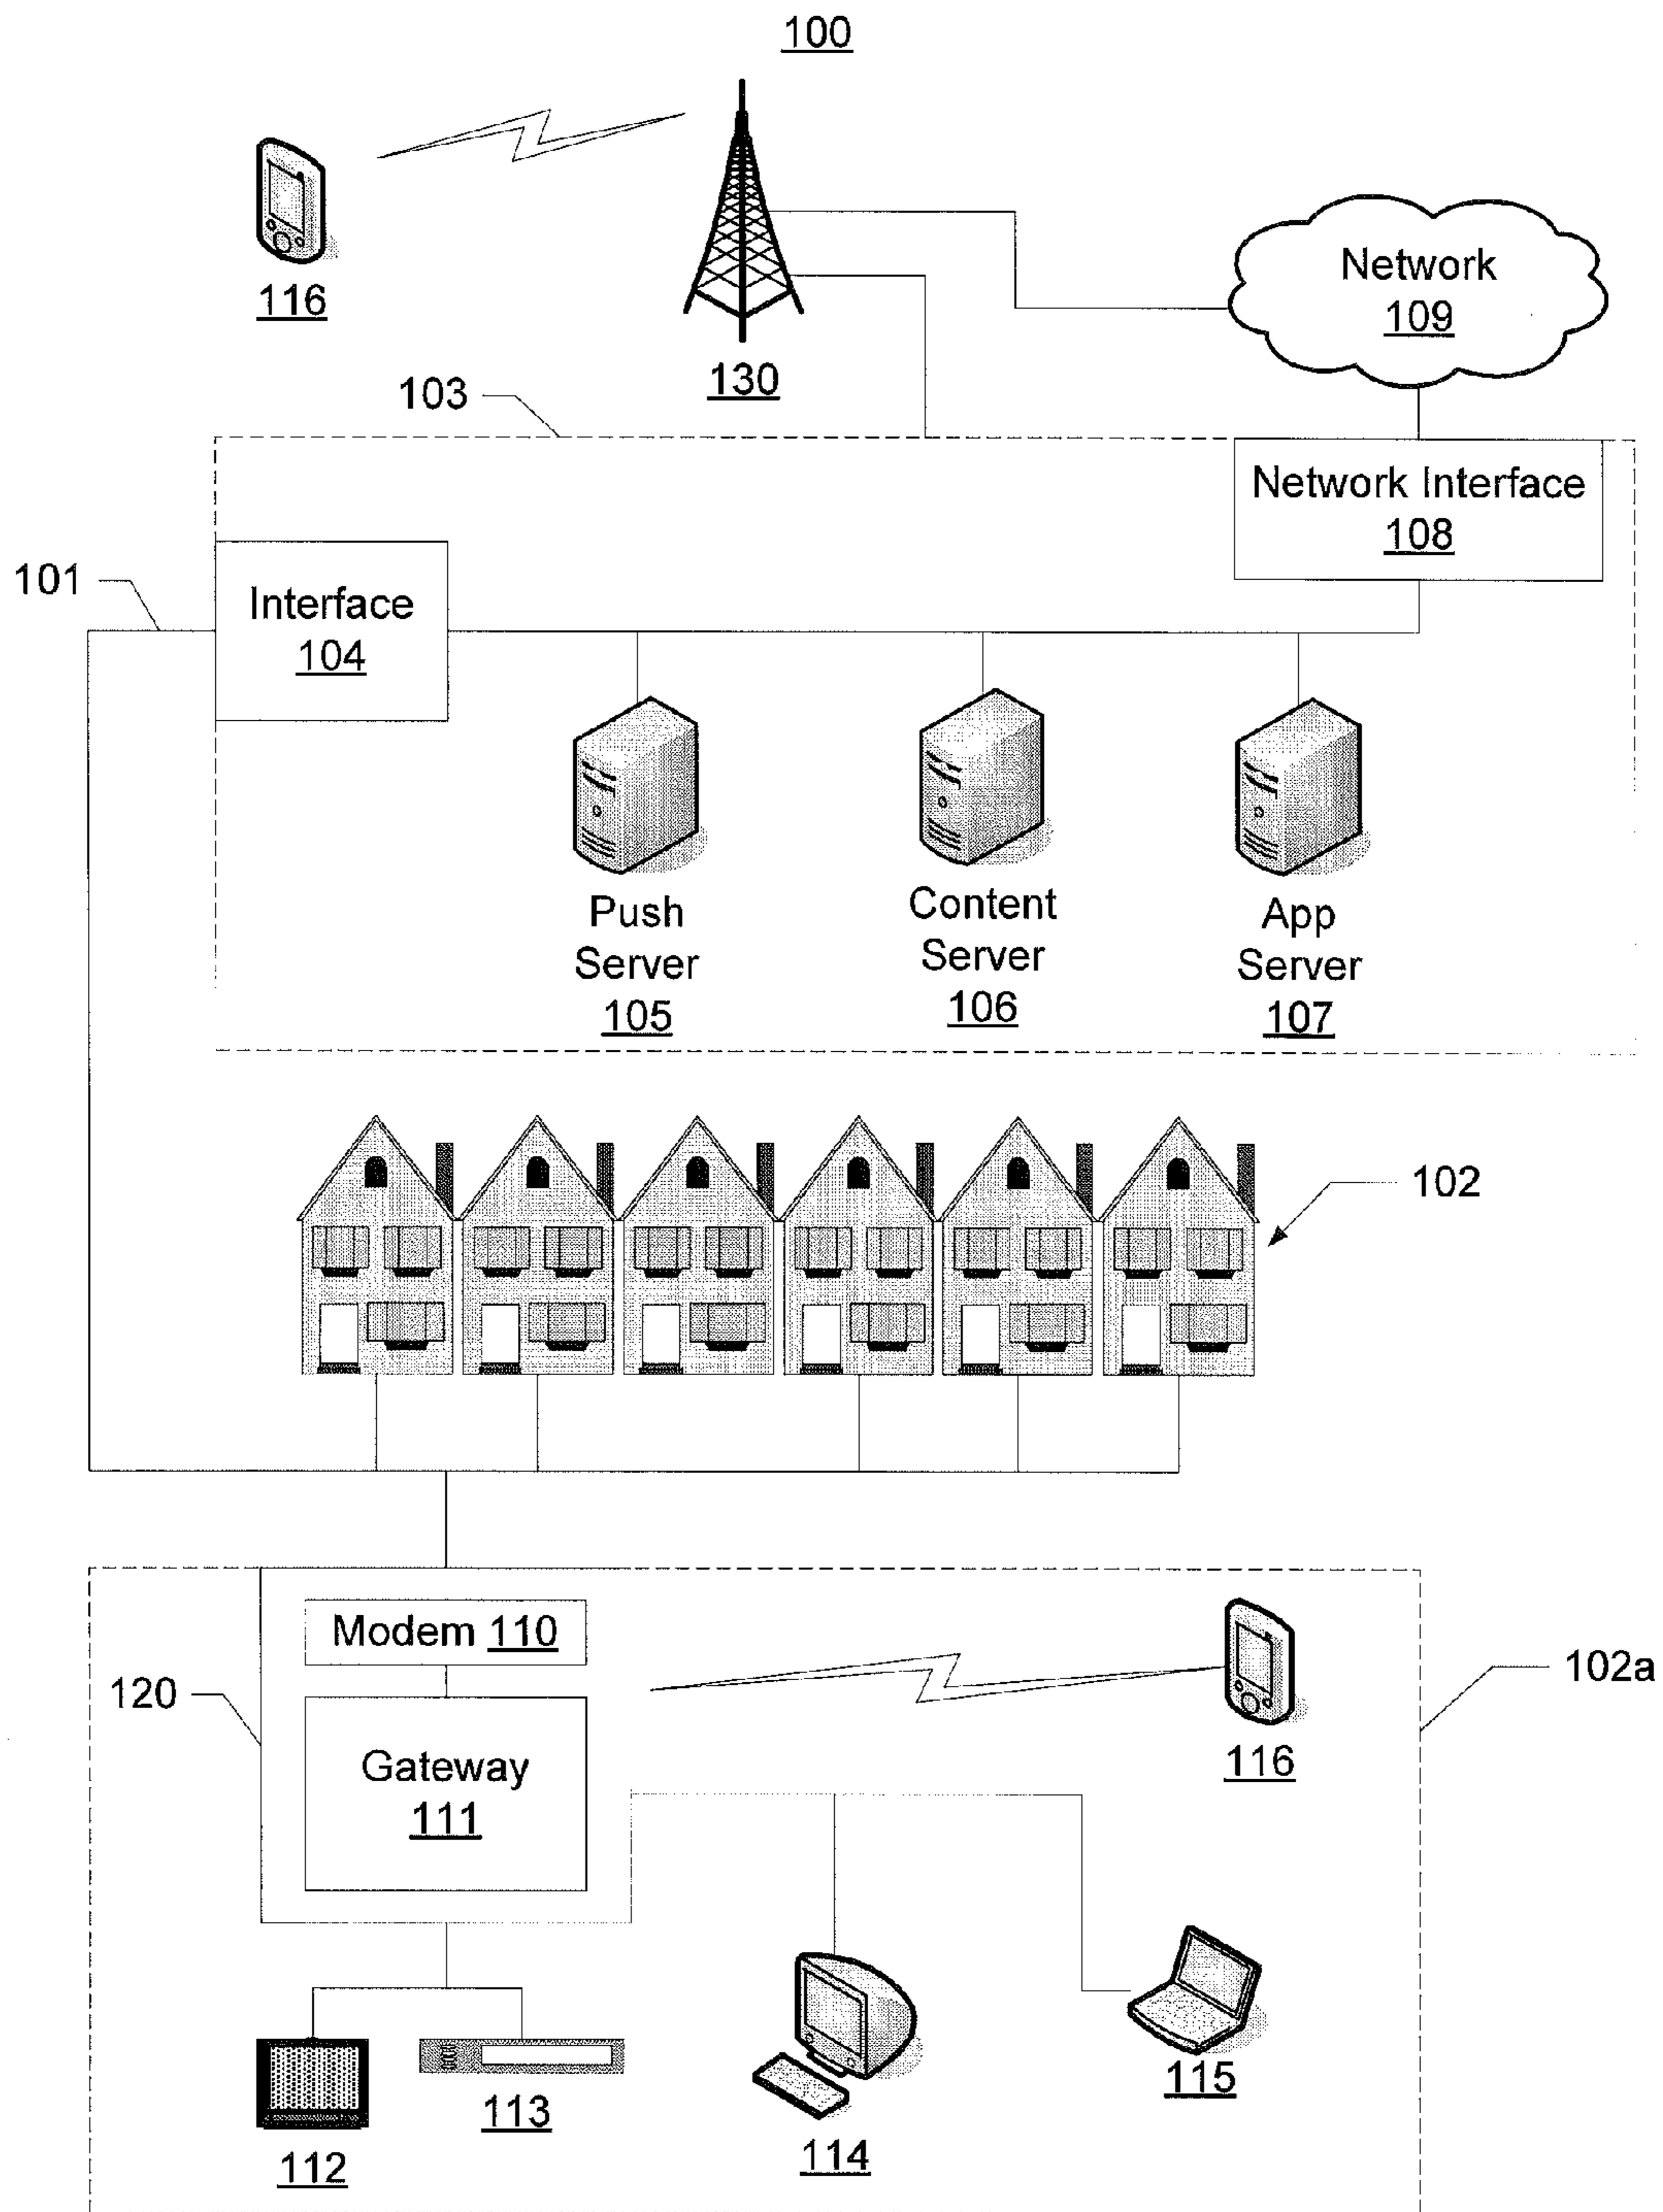 100
116
130
Network
109
103
Network Interface
108
101
Interface
104
Push
Server
105
Content
Server
106
App
Server
107
102
Modem 110
120
102a
Gateway
111
116
112
113
114
115